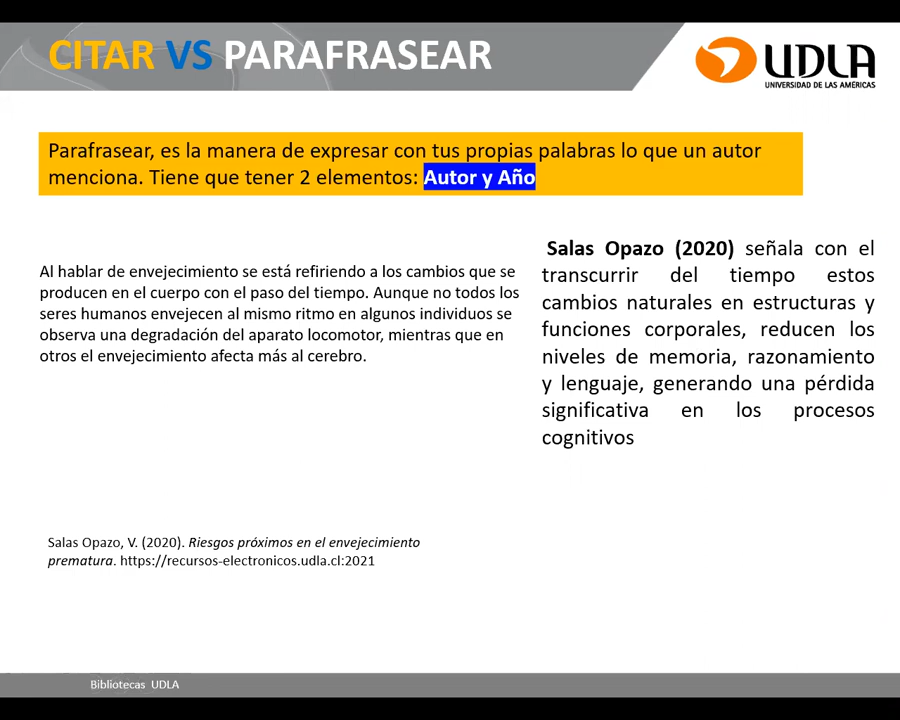 CITAR VS PARAFRASEAR
UDLA
UNIVERSIDAD DE LAS AMÉRICAS
Parafrasear, es la manera de expresar con tus propias palabras lo que un autor
menciona. Tiene que tener 2 elementos: Autor y Año
Al hablar de envejecimiento se está refiriendo a los cambios que se
producen en el cuerpo con el paso del tiempo. Aunque no todos los
seres humanos envejecen al mismo ritmo en algunos individuos se
observa una degradación del aparato locomotor, mientras que en
otros el envejecimiento afecta más al cerebro.
Salas Opazo (2020) señala con el
transcurrir del tiempo estos
cambios naturales en estructuras y
funciones corporales, reducen los
niveles de memoria, razonamiento
y lenguaje, generando una pérdida
significativa en los procesos
cognitivos
Salas Opazo, V. (2020). Riesgos próximos en el envejecimiento
prematura. https://recursos-electronicos.udla.cl:2021
Bibliotecas UDLA